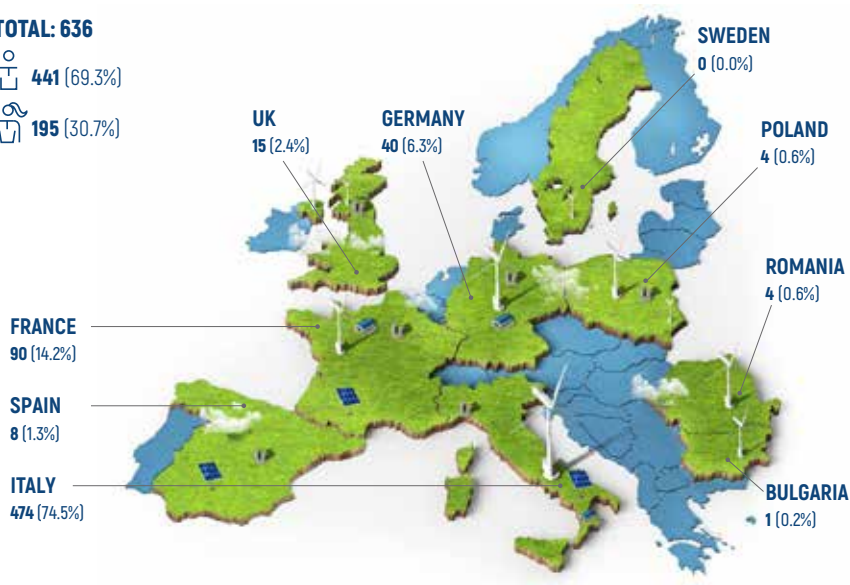 TOTAL: 636
441 (69.3%)
195 (30.7%)
SWEDEN
0 (0.0%)
UK
15 (2.4%)
GERMANY
40 (6.3%)
POLAND
4 (0.6%)
ROMANIA
4 (0.6%)
FRANCE
90 (14.2%)
SPAIN
8 (1.3%)
ITALY
474 (74.5%)
BULGARIA
1 (0.2%)